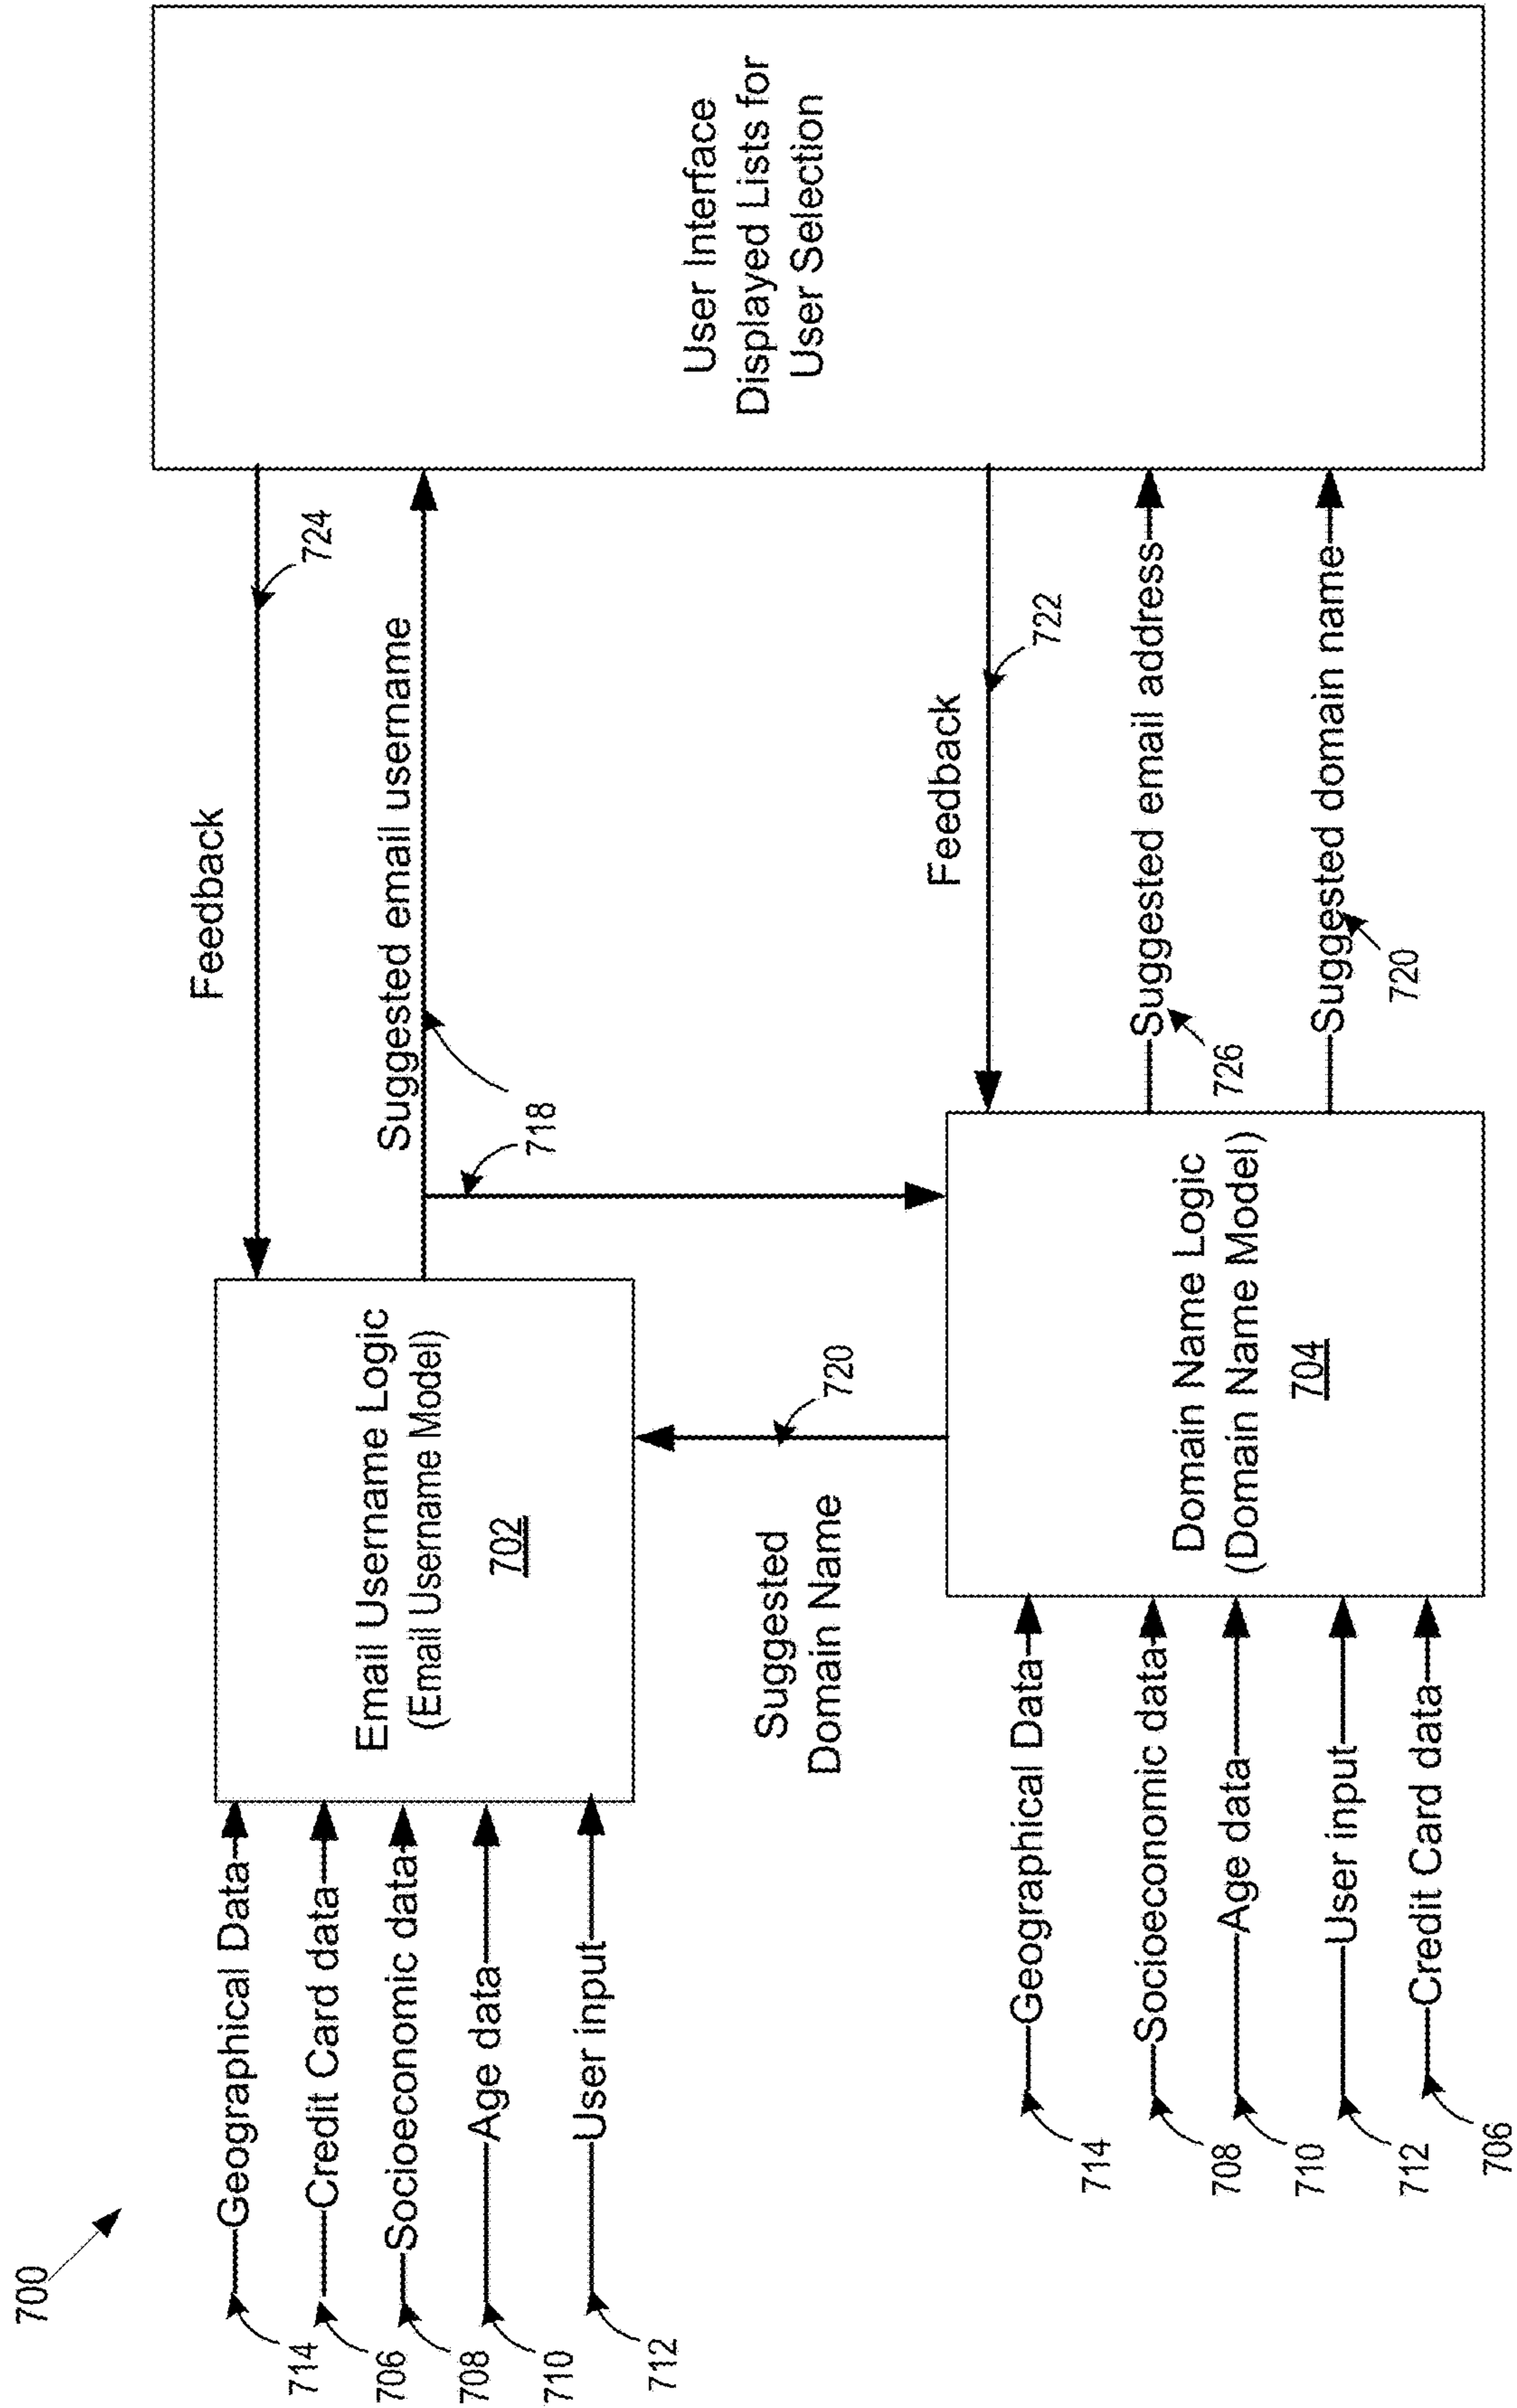 700
Geographical Data
714
Credit Card data
706
Socioeconomic data
708
Age data
710
User input
712
Email Username Logic
(Email Username Model)
702
Feedback
724
Suggested email username
718
Suggested
Domain Name
720
Geographical Data
714
Socioeconomic data
708
Age data
710
User input
712
Credit Card data
706
Domain Name Logic
(Domain Name Model)
704
Feedback
722
Suggested email address
726
Suggested domain name
720
User Interface
Displayed Lists for
User Selection